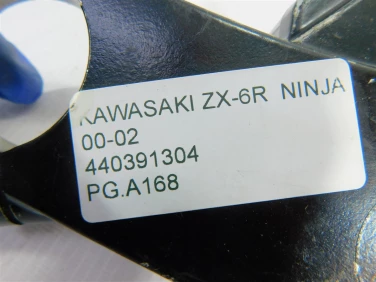 KAWASAKI ZX-6R NINJA
00-02
440391304
PG.A168